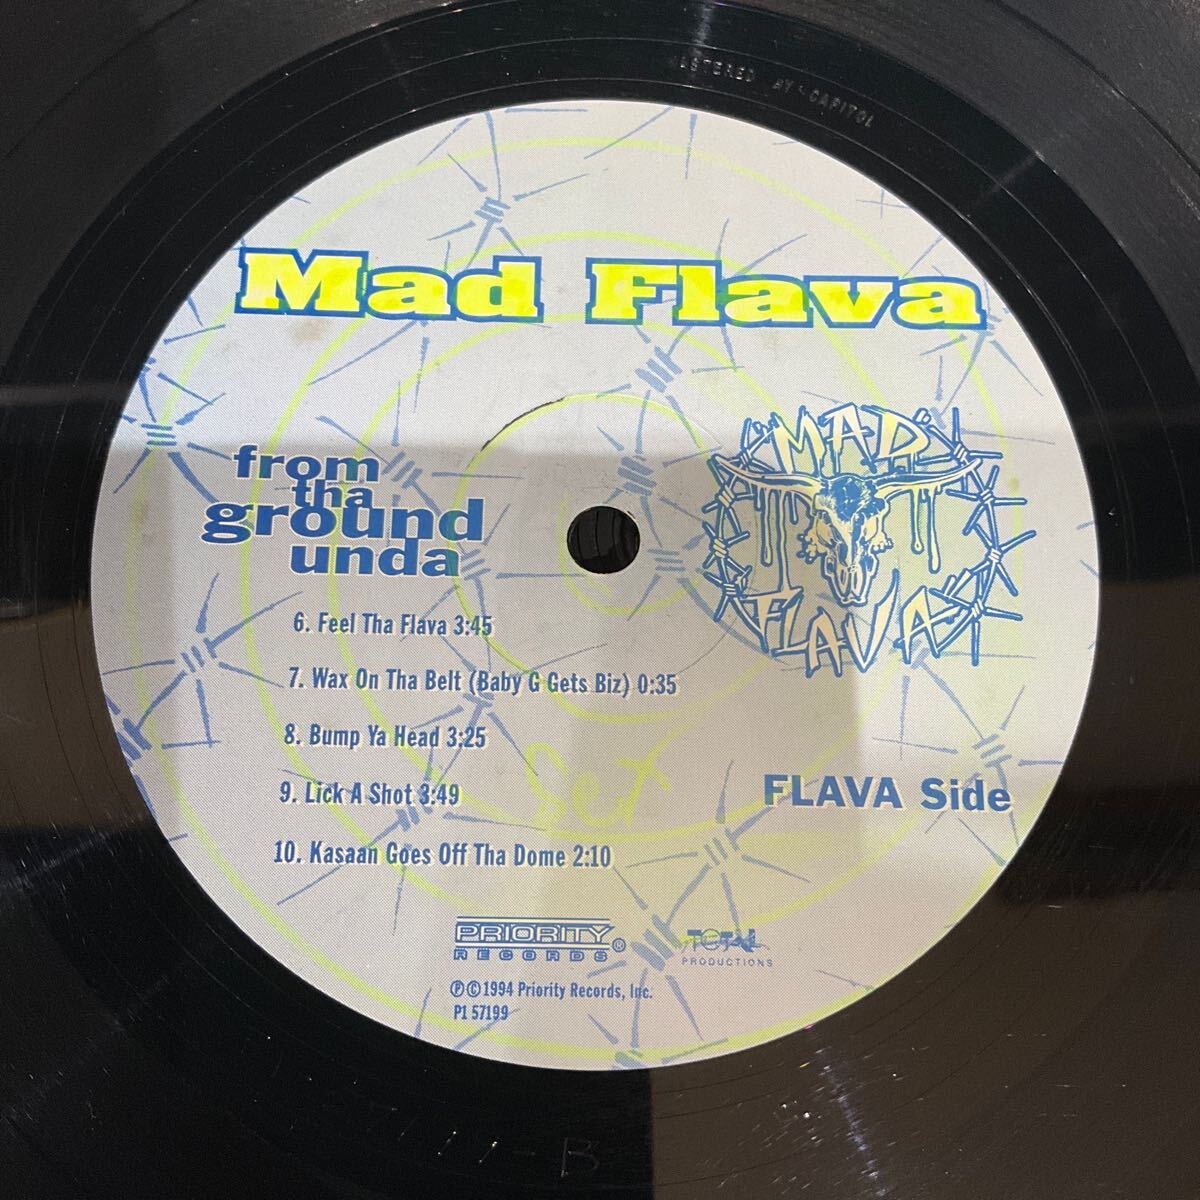 BY CAPITOL
Mad Flava
from
tha
ground
unda
MAD
FLAVA
6. Feel Tha Flava 3:45
7. Wax On Tha Belt (Baby G Gets Biz) 0:35
8. Bump Ya Head 3:25
9. Lick A Shot 3:49
10. Kasaan Goes Off Tha Dome 2:10
FLAVA Side
PRIORITY
RECORDS ®
TOTAL
PRODUCTIONS
℗©1994 Priority Records, Inc.
P1 57199
-B